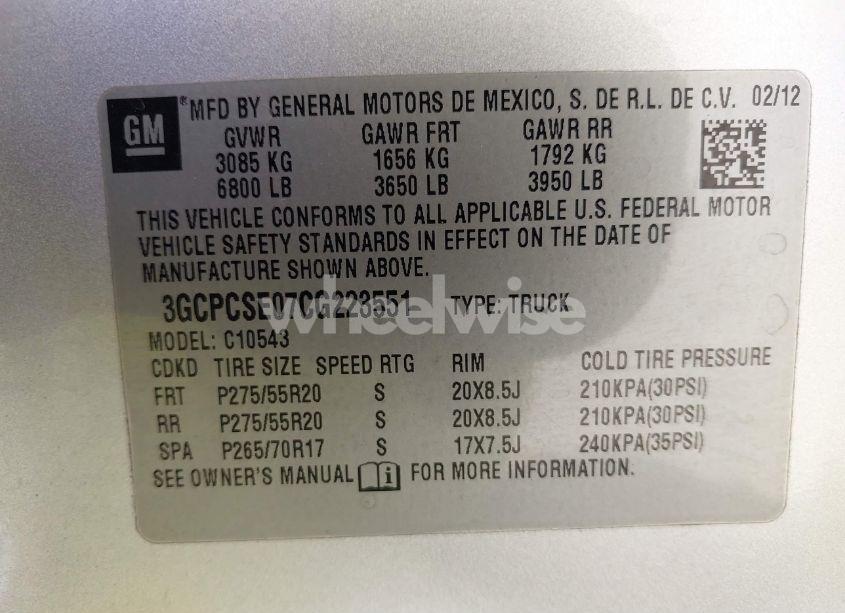 GM
®MFD BY GENERAL MOTORS DE MEXICO, S. DE R.L. DE C.V. 02/12
GVWR GAWR FRT GAWR RR
3085 KG 1656 KG 1792 KG
6800 LB 3650 LB 3950 LB
THIS VEHICLE CONFORMS TO ALL APPLICABLE U.S. FEDERAL MOTOR
VEHICLE SAFETY STANDARDS IN EFFECT ON THE DATE OF
MANUFACTURE SHOWN ABOVE.
3GCPCSE07CG223551 TYPE: TRUCK
wheelwise
MODEL: C10543
CDKD TIRE SIZE SPEED RTG RIM COLD TIRE PRESSURE
FRT P275/55R20 S 20X8.5J 210KPA(30PSI)
RR P275/55R20 S 20X8.5J 210KPA(30PSI)
SPA P265/70R17 S 17X7.5J 240KPA(35PSI)
SEE OWNER'S MANUAL FOR MORE INFORMATION.